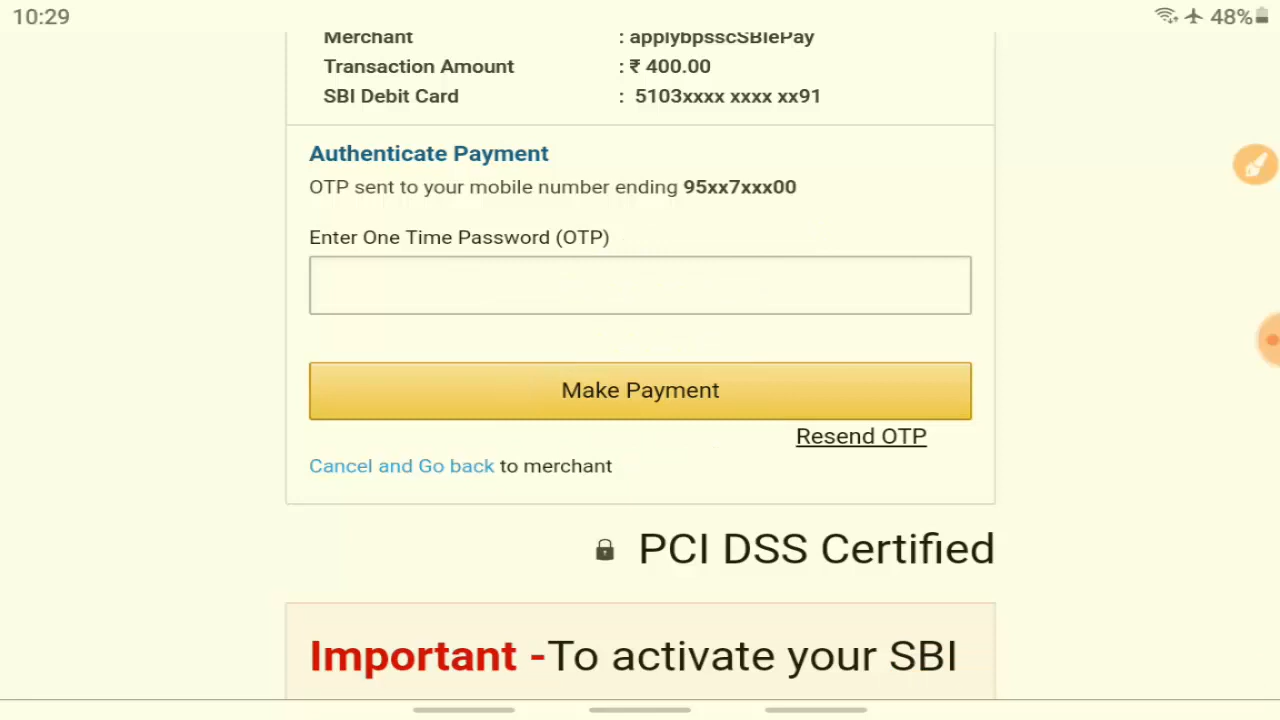 10:29
48%
Merchant : applybpsscSBIePay
Transaction Amount : ₹ 400.00
SBI Debit Card : 5103xxxx xxxx xx91
Authenticate Payment
OTP sent to your mobile number ending 95xx7xxx00
Enter One Time Password (OTP)
Make Payment
Resend OTP
Cancel and Go back to merchant
PCI DSS Certified
Important -To activate your SBI